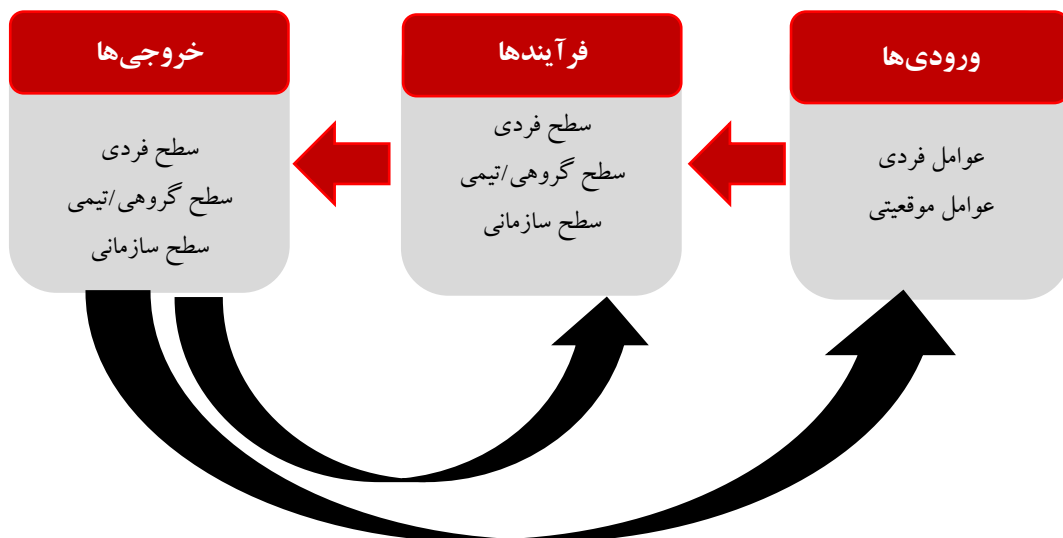 ورودی‌ها
عوامل فردی
عوامل موقعیتی
فرآیندها
سطح فردی
سطح گروهی/تیمی
سطح سازمانی
خروجی‌ها
سطح فردی
سطح گروهی/تیمی
سطح سازمانی